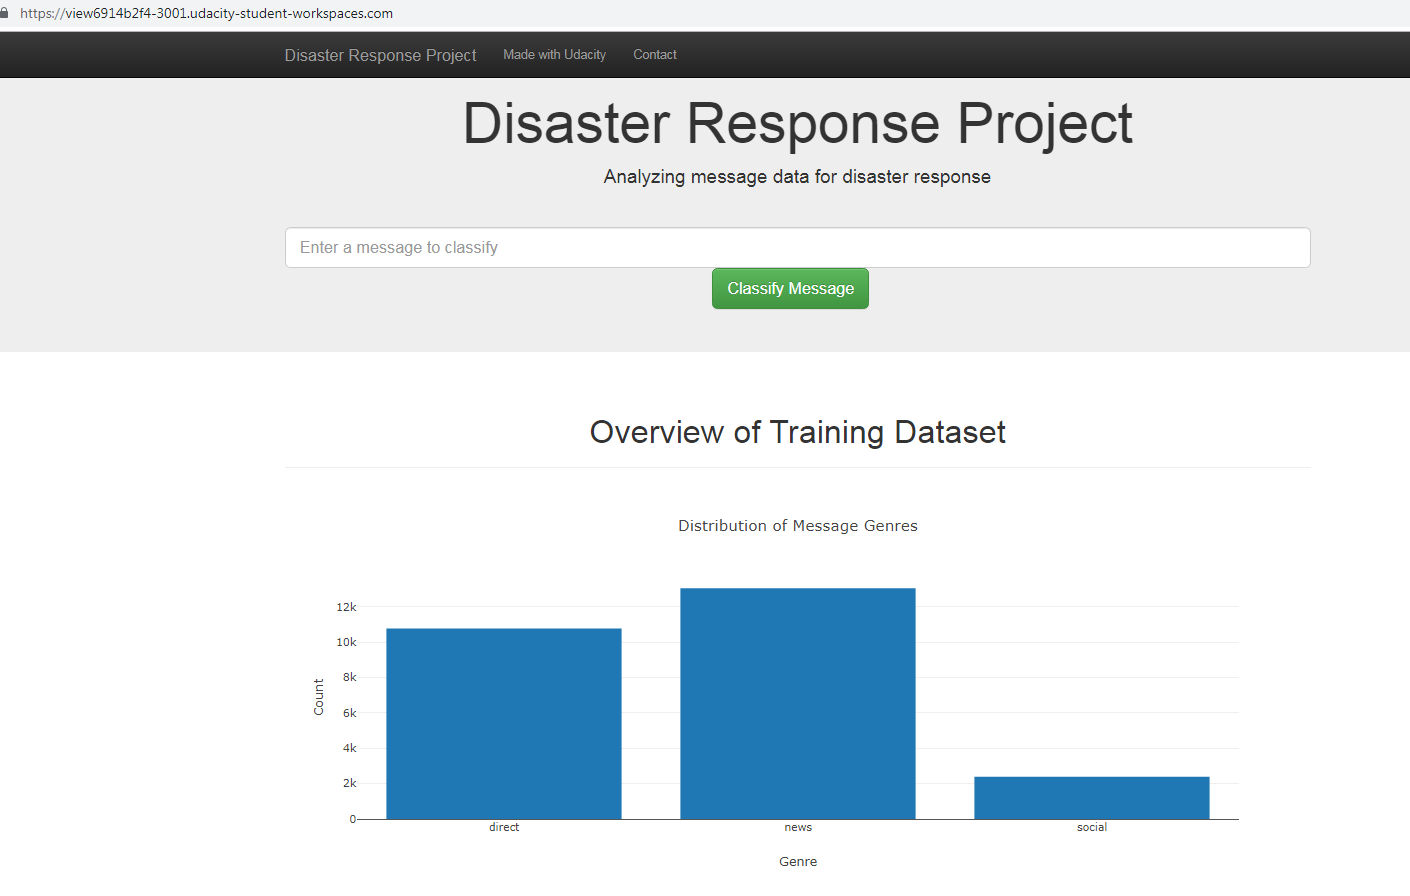 https://view6914b2f4-3001.udacity-student-workspaces.com
Disaster Response Project Made with Udacity Contact
Disaster Response Project
Analyzing message data for disaster response
Enter a message to classify
Classify Message
Overview of Training Dataset
Distribution of Message Genres
12k
10k
8k
6k
4k
2k
0
Count
direct news social
Genre